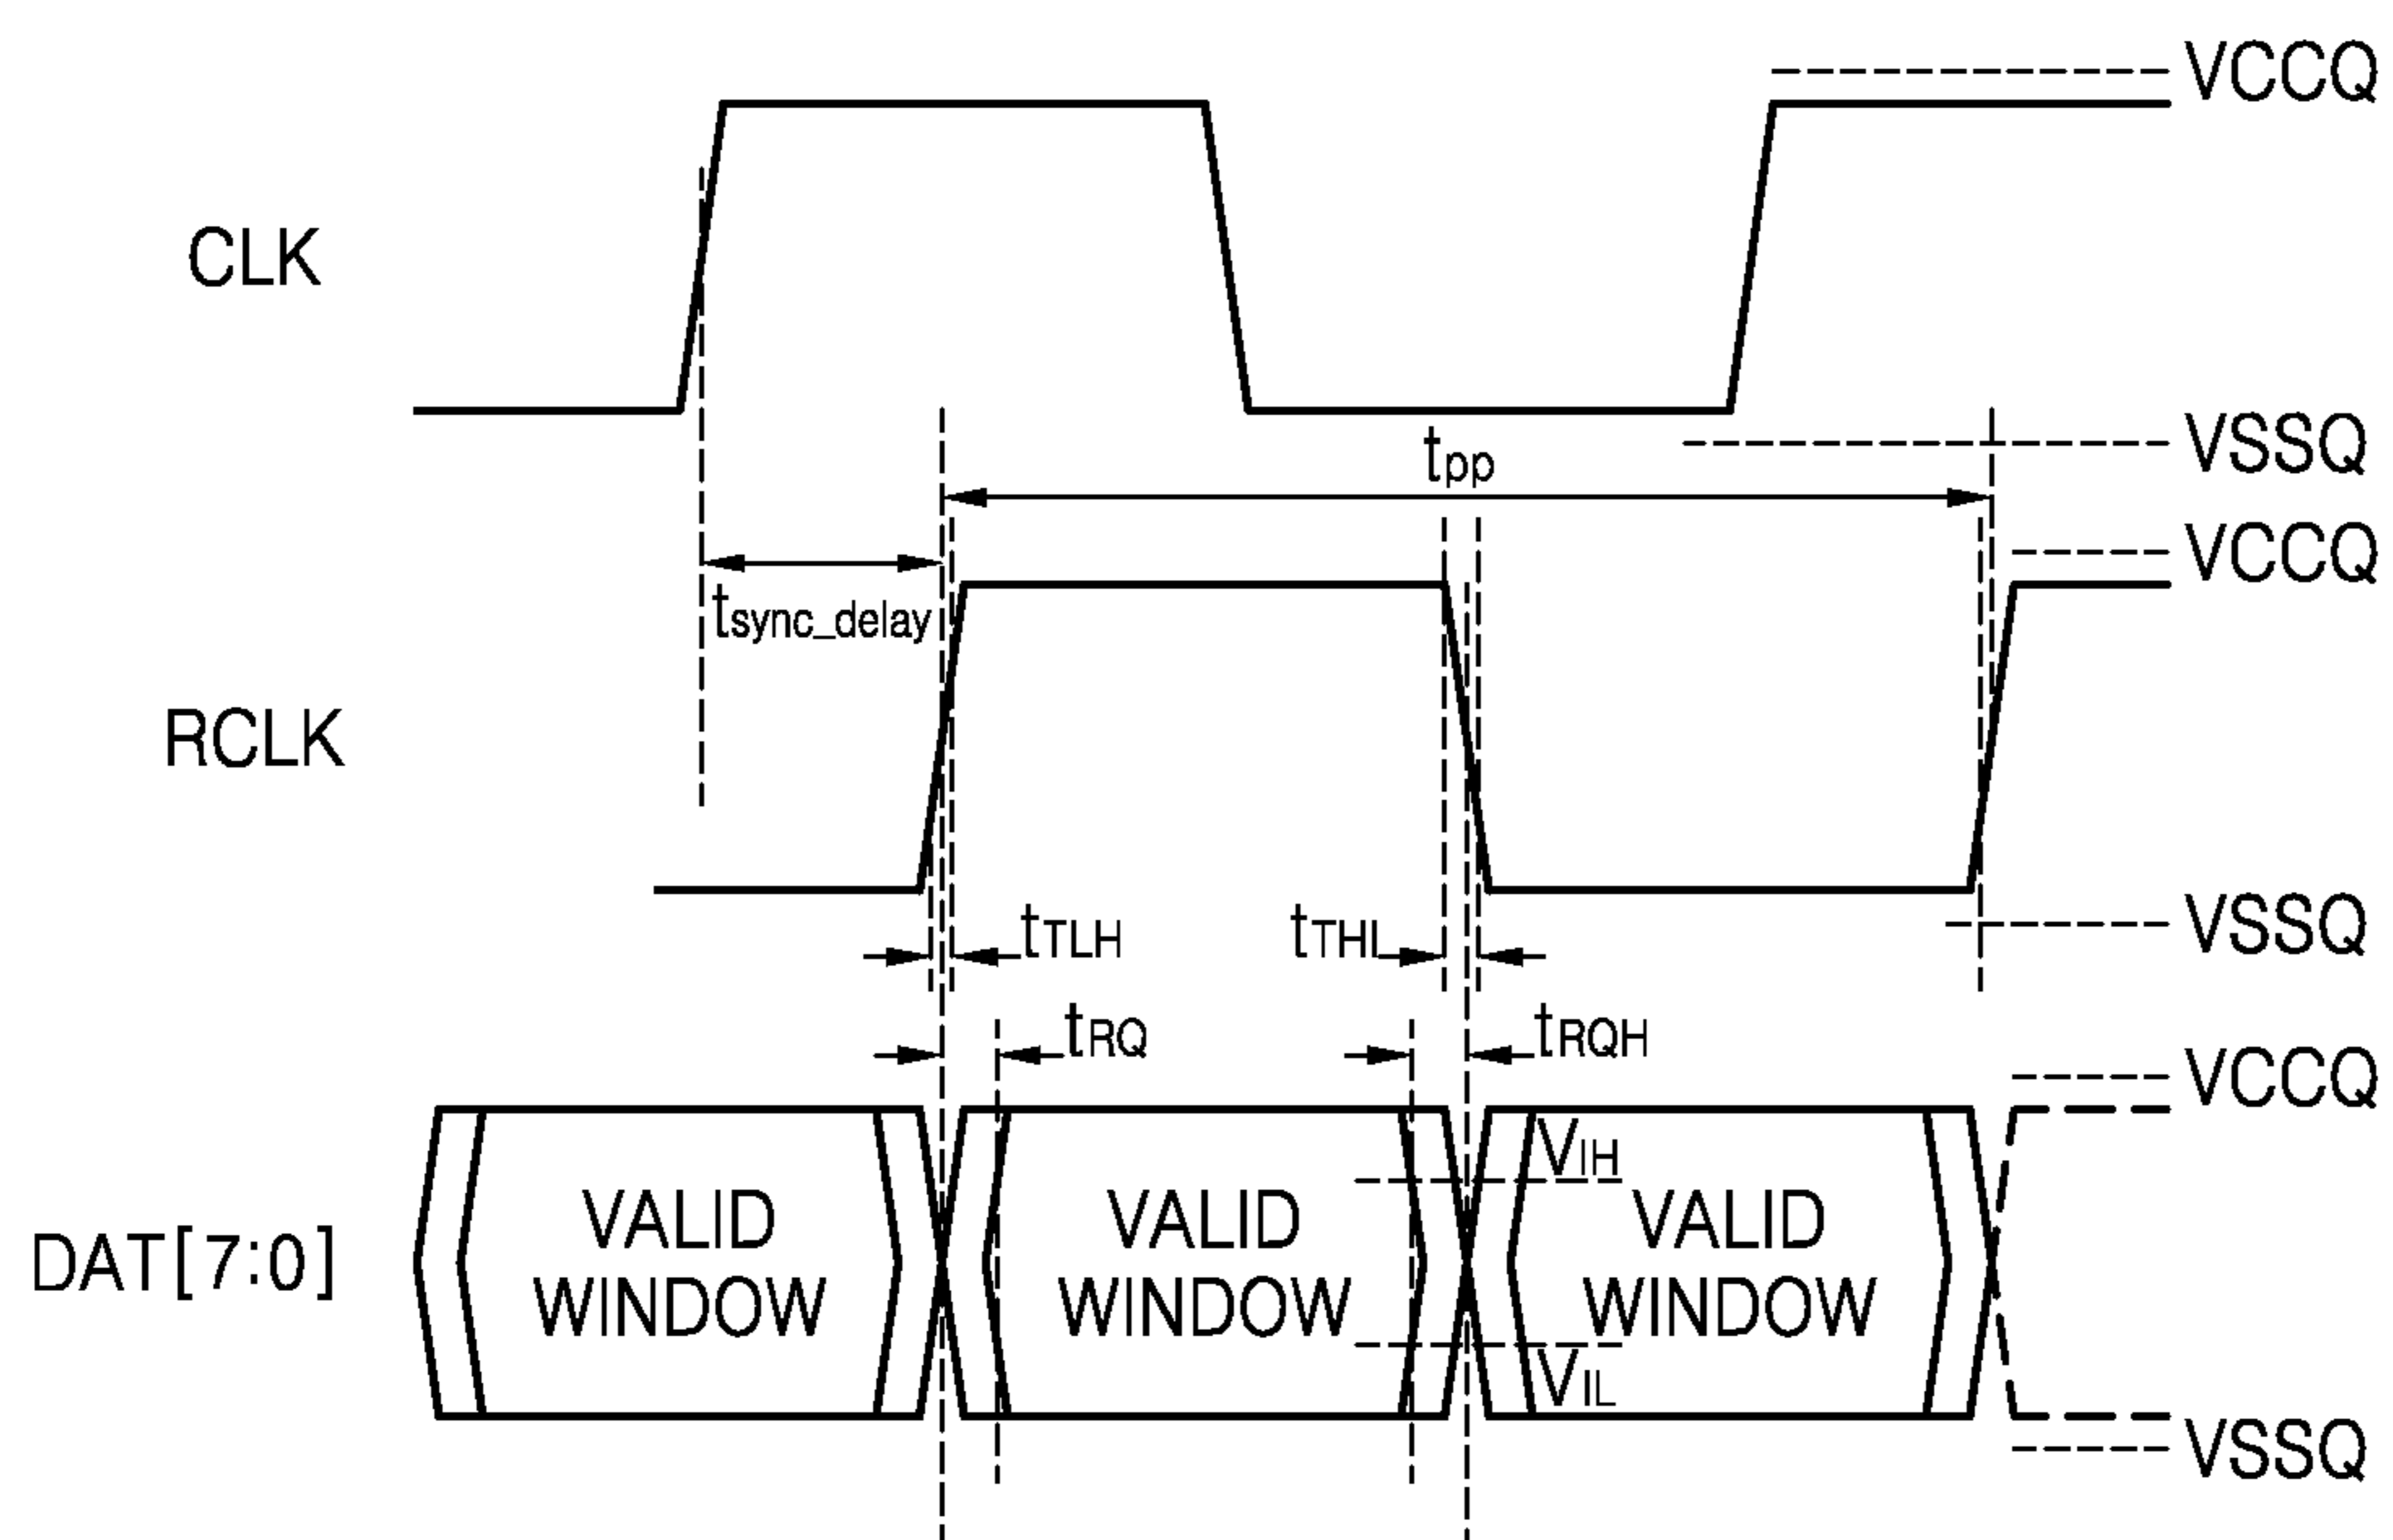 VCCQ
CLK
VSSQ
tpp
VCCQ
tsync_delay
RCLK
VSSQ
tTLH
tTHL
tRQ
tRQH
VCCQ
VIH
VALID
WINDOW
VALID
WINDOW
VALID
WINDOW
DAT[7:0]
VIL
VSSQ